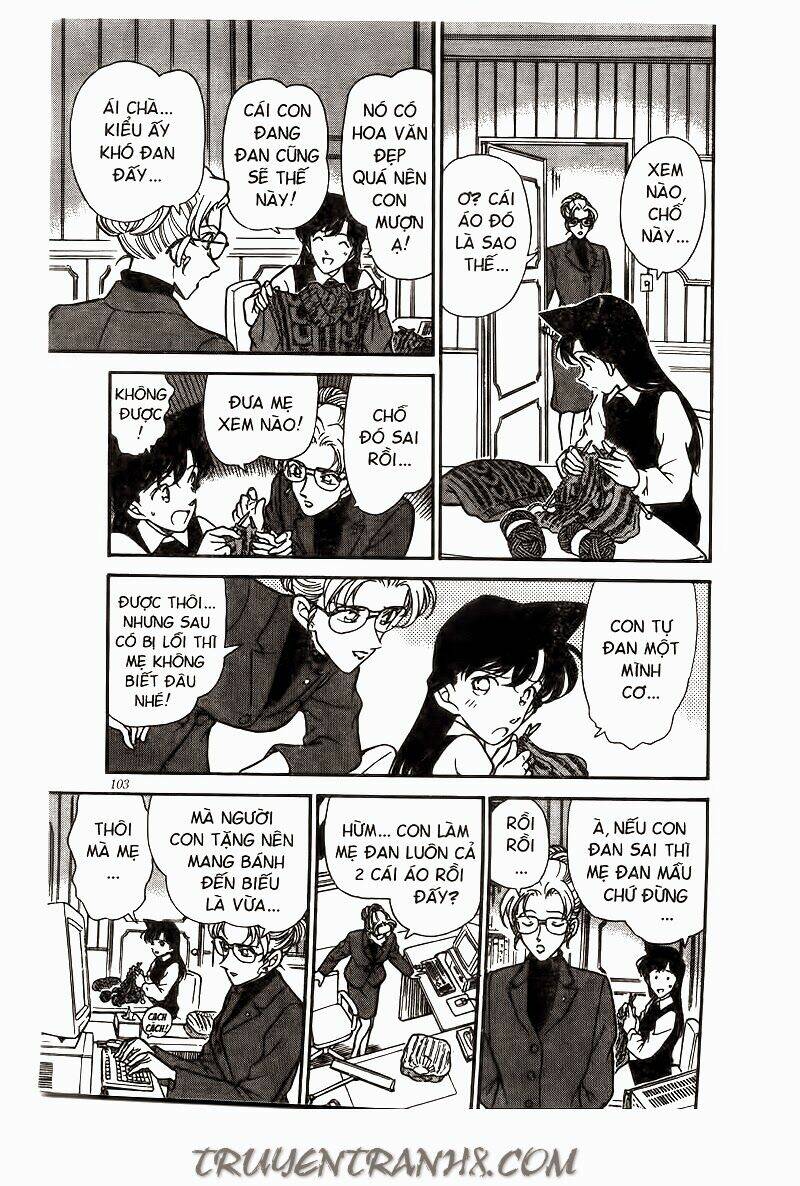 XEM
NÀO,
CHỖ
NÀY...
Ơ? CÁI
ÁO ĐÓ
LÀ SAO
THẾ...
NÓ CÓ
HOA VĂN
ĐẸP
QUÁ NÊN
CON
MƯỢN
Ạ!
CÁI CON
ĐANG
ĐAN CŨNG
SẼ THẾ
NÀY!
ÁI CHÀ...
KIỂU ẤY
KHÓ ĐAN
ĐẤY...
CHỖ
ĐÓ SAI
RỒI...
ĐƯA MẸ
XEM NÀO!
KHÔNG
ĐƯỢC
!
CON TỰ
ĐAN MỘT
MÌNH
CƠ...
ĐƯỢC THÔI...
NHƯNG SAU
CÓ BỊ LỖI THÌ
MẸ KHÔNG
BIẾT ĐÂU
NHÉ!
103
À, NẾU CON
ĐAN SAI THÌ
MẸ ĐAN MẪU
CHỨ ĐỪNG
...
RỒI
RỒI
...
HỪM... CON LÀM
MẸ ĐAN LUÔN CẢ
2 CÁI ÁO RỒI
ĐẤY?
MÀ NGƯỜI
CON TẶNG NÊN
MANG BÁNH
ĐẾN BIẾU
LÀ VỪA...
THÔI
MÀ MẸ
...
CÁCH
CÁCH!
TRUYENTRANH8.COM